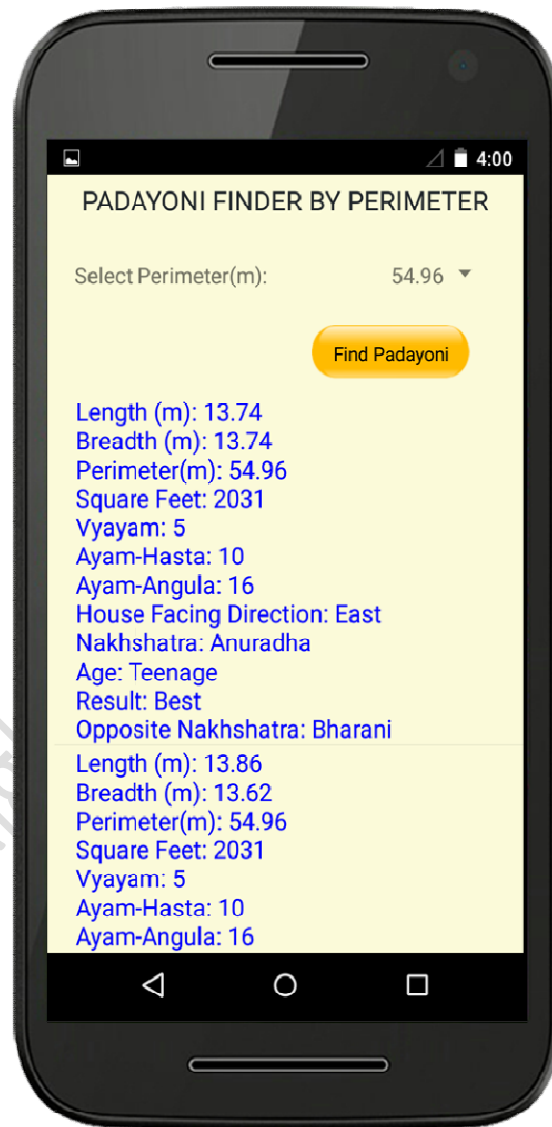 4:00
PADAYONI FINDER BY PERIMETER
Select Perimeter(m): 54.96
Find Padayoni
Length (m): 13.74
Breadth (m): 13.74
Perimeter(m): 54.96
Square Feet: 2031
Vyayam: 5
Ayam-Hasta: 10
Ayam-Angula: 16
House Facing Direction: East
Nakhshatra: Anuradha
Age: Teenage
Result: Best
Opposite Nakhshatra: Bharani
Length (m): 13.86
Breadth (m): 13.62
Perimeter(m): 54.96
Square Feet: 2031
Vyayam: 5
Ayam-Hasta: 10
Ayam-Angula: 16